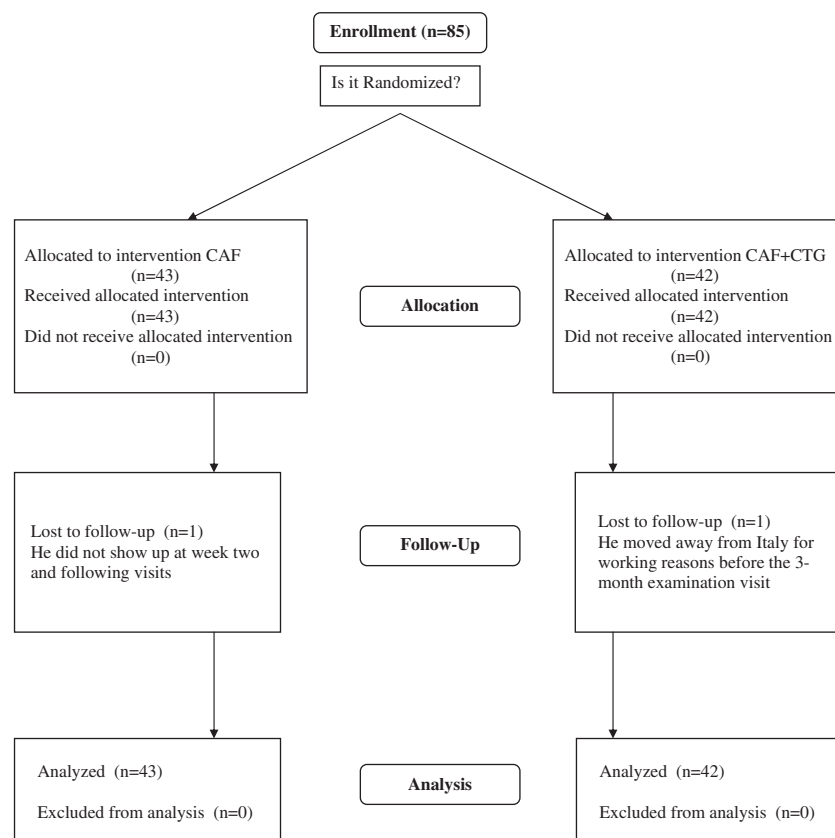 Enrollment (n=85)
Is it Randomized?
Allocated to intervention CAF
(n=43)
Received allocated intervention
(n=43)
Did not receive allocated intervention
(n=0)
Allocation
Allocated to intervention CAF+CTG
(n=42)
Received allocated intervention
(n=42)
Did not receive allocated intervention
(n=0)
Lost to follow-up (n=1)
He did not show up at week two
and following visits
Follow-Up
Lost to follow-up (n=1)
He moved away from Italy for
working reasons before the 3-
month examination visit
Analyzed (n=43)
Excluded from analysis (n=0)
Analysis
Analyzed (n=42)
Excluded from analysis (n=0)